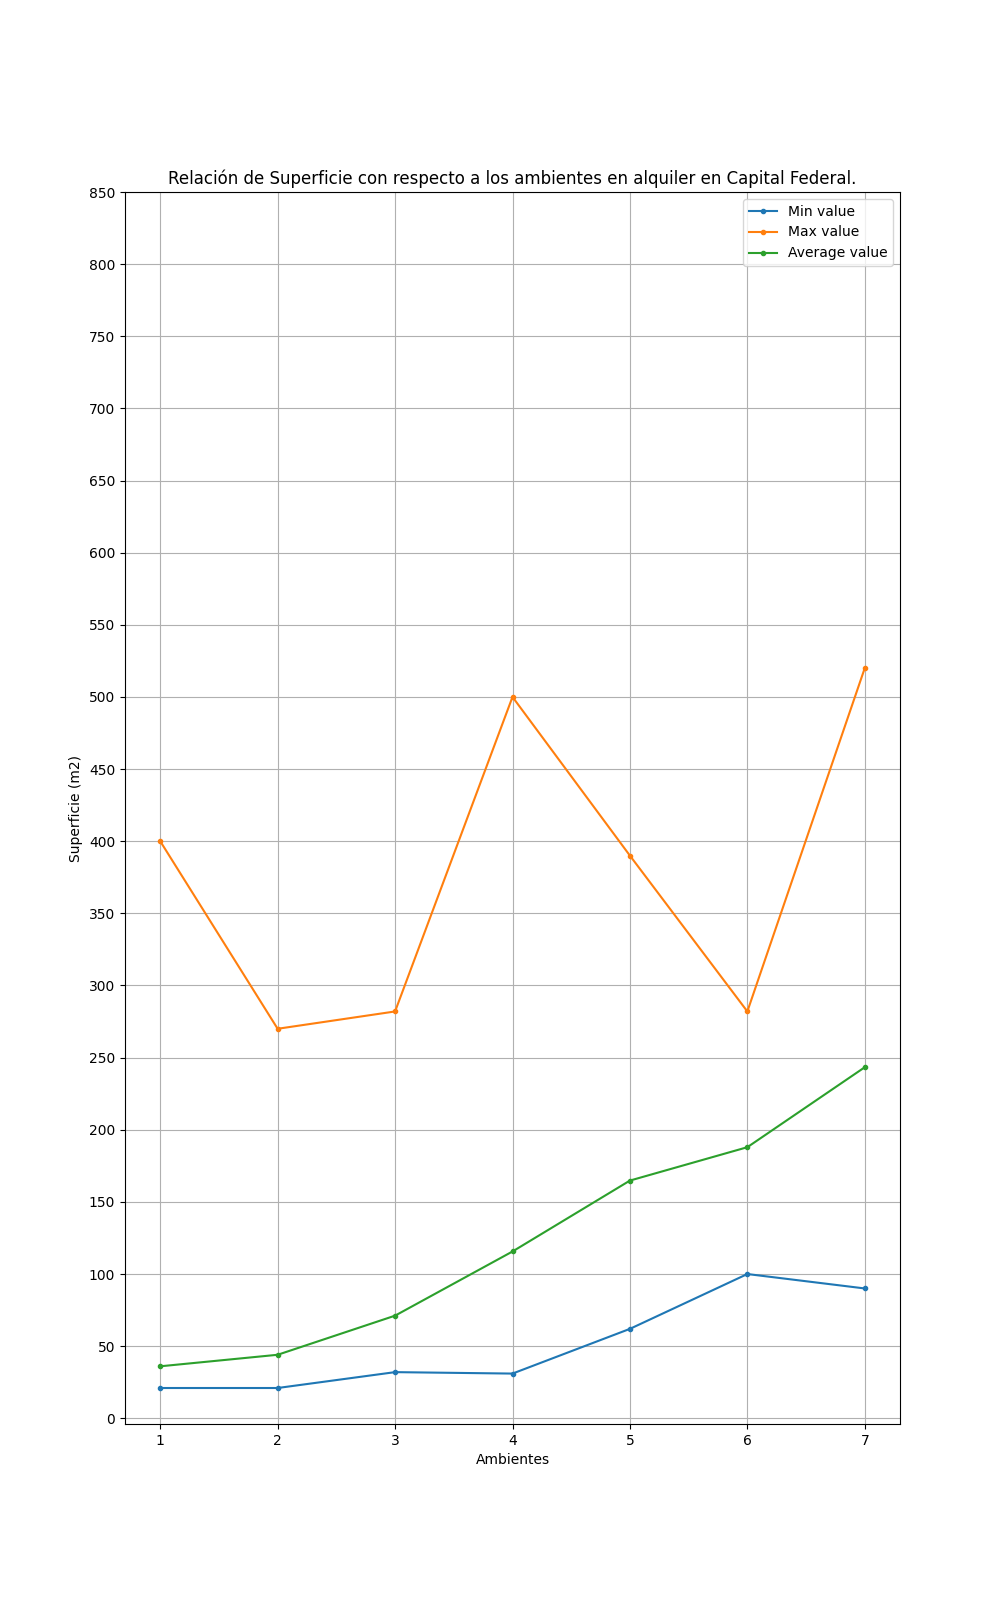 Relación de Superficie con respecto a los ambientes en alquiler en Capital Federal.
Min value
Max value
Average value
850
800
750
700
650
600
550
500
450
400
350
300
250
200
150
100
50
0
Superficie (m2)
1 2 3 4 5 6 7
Ambientes